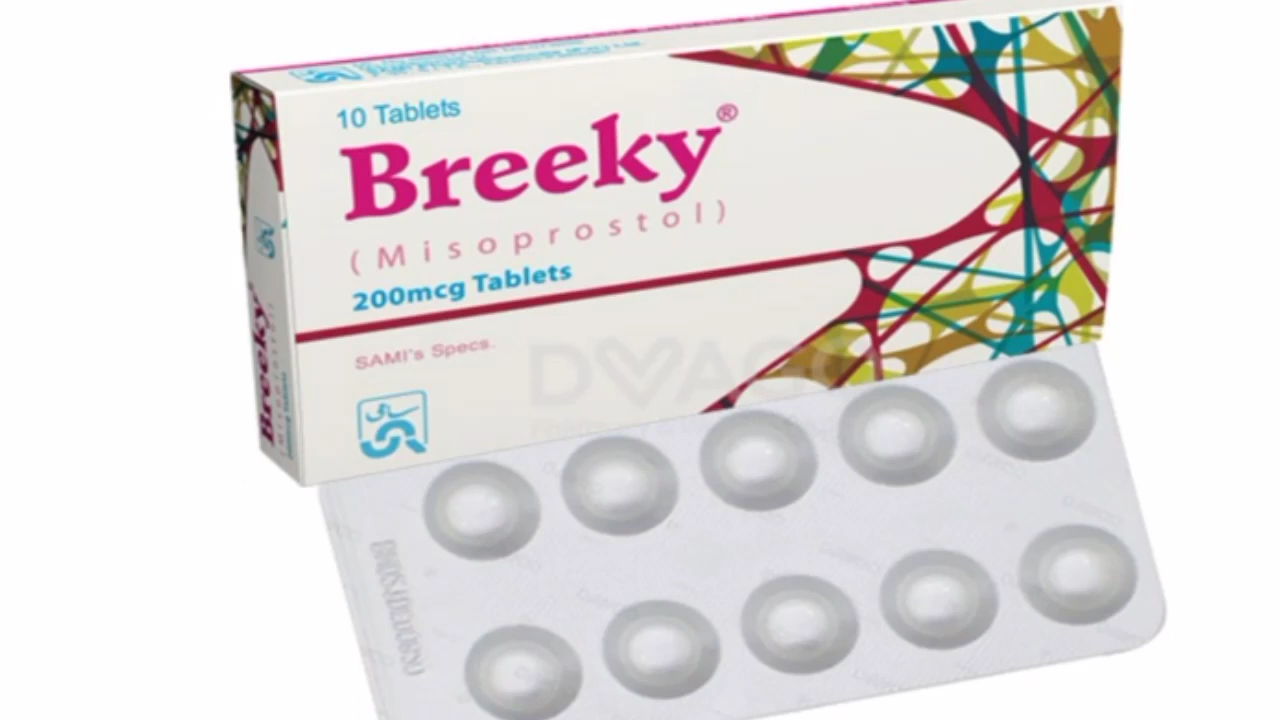 10 Tablets
Breeky®
(Misoprostol)
200mcg Tablets
SAMI's Specs.
Breeky